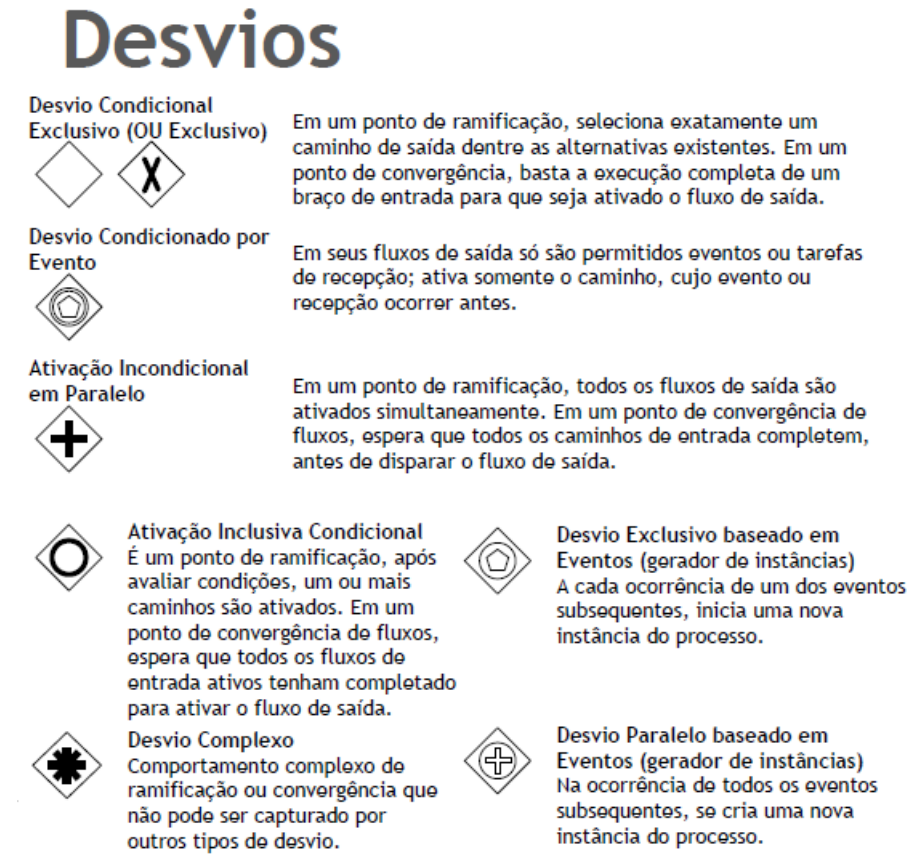 Desvios
Desvio Condicional
Exclusivo (OU Exclusivo)
X
Em um ponto de ramificação, seleciona exatamente um
caminho de saída dentre as alternativas existentes. Em um
ponto de convergência, basta a execução completa de um
braço de entrada para que seja ativado o fluxo de saída.
Desvio Condicionado por
Evento
Em seus fluxos de saída só são permitidos eventos ou tarefas
de recepção; ativa somente o caminho, cujo evento ou
recepção ocorrer antes.
Ativação Incondicional
em Paralelo
Em um ponto de ramificação, todos os fluxos de saída são
ativados simultaneamente. Em um ponto de convergência de
fluxos, espera que todos os caminhos de entrada completem,
antes de disparar o fluxo de saída.
Ativação Inclusiva Condicional
É um ponto de ramificação, após
avaliar condições, um ou mais
caminhos são ativados. Em um
ponto de convergência de fluxos,
espera que todos os fluxos de
entrada ativos tenham completado
para ativar o fluxo de saída.
Desvio Exclusivo baseado em
Eventos (gerador de instâncias)
A cada ocorrência de um dos eventos
subsequentes, inicia uma nova
instância do processo.
Desvio Complexo
Comportamento complexo de
ramificação ou convergência que
não pode ser capturado por
outros tipos de desvio.
Desvio Paralelo baseado em
Eventos (gerador de instâncias)
Na ocorrência de todos os eventos
subsequentes, se cria uma nova
instância do processo.